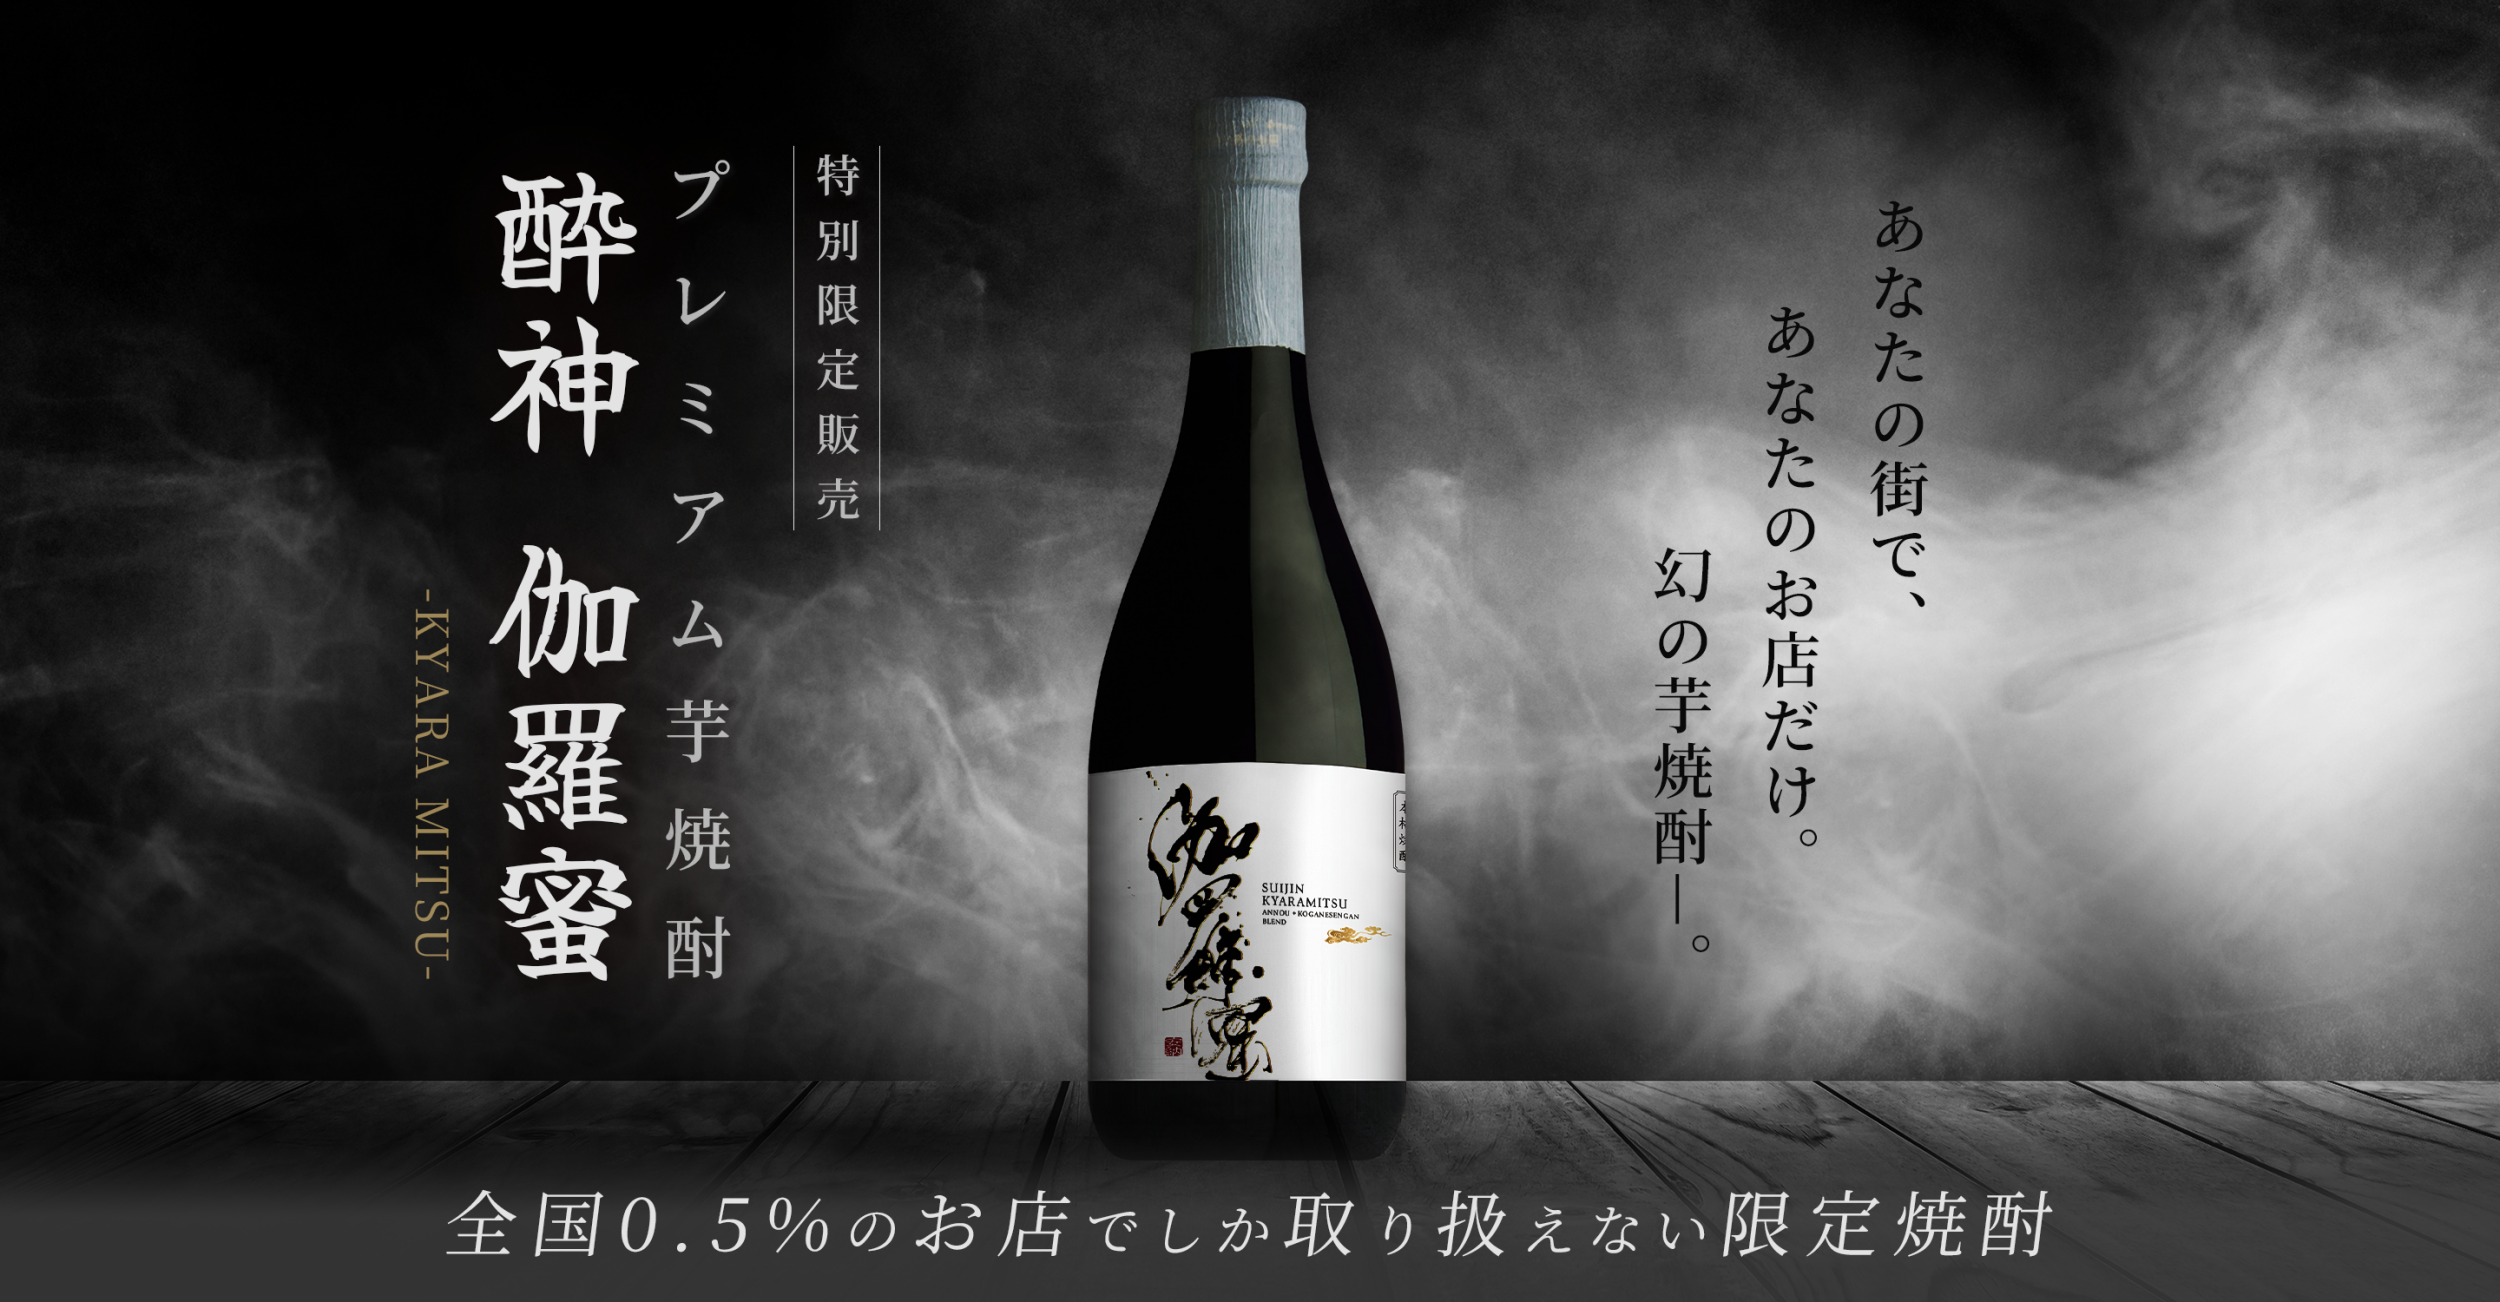 あなたの街で、
あなたのお店だけ。
幻の芋焼酎―。
特別限定販売
プレミアム芋焼酎
酔神 伽羅蜜
-KYARA MITSU-
伽羅蜜
SUIJIN
KYARAMITSU
ANNOU・KOGANESENGAN
BLEND
全国0.5%のお店でしか取り扱えない限定焼酎